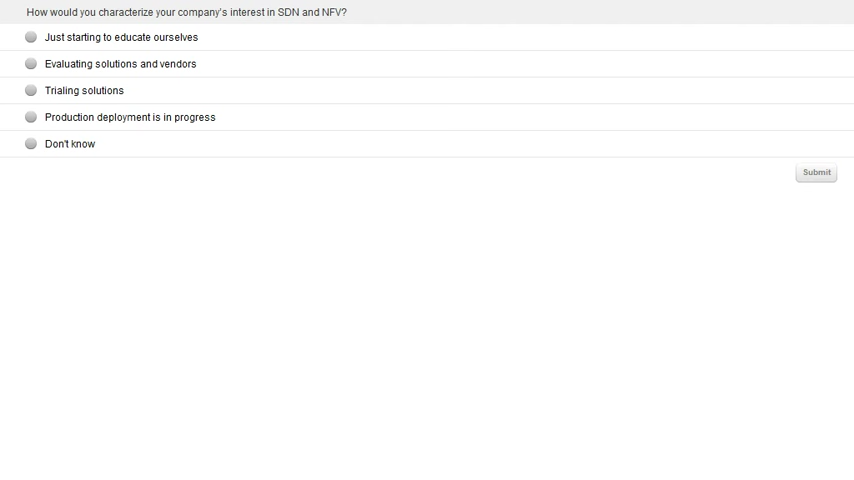 How would you characterize your company's interest in SDN and NFV?
Just starting to educate ourselves
Evaluating solutions and vendors
Trialing solutions
Production deployment is in progress
Don't know
Submit